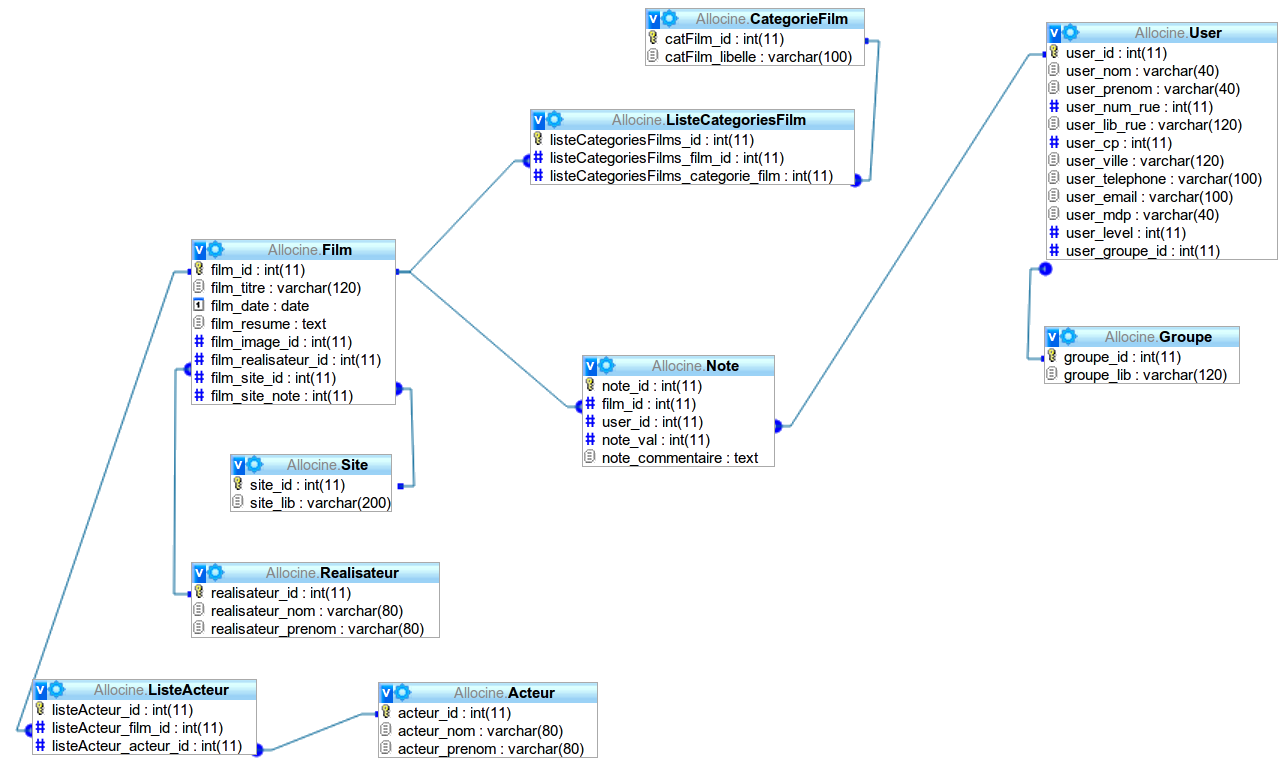 Allocine.CategorieFilm
catFilm_id : int(11)
catFilm_libelle : varchar(100)
Allocine.User
user_id : int(11)
user_nom : varchar(40)
user_prenom : varchar(40)
user_num_rue : int(11)
user_lib_rue : varchar(120)
user_cp : int(11)
user_ville : varchar(120)
user_telephone : varchar(100)
user_email : varchar(100)
user_mdp : varchar(40)
user_level : int(11)
user_groupe_id : int(11)
Allocine.ListeCategoriesFilm
listeCategoriesFilms_id : int(11)
listeCategoriesFilms_film_id : int(11)
listeCategoriesFilms_categorie_film : int(11)
Allocine.Film
film_id : int(11)
film_titre : varchar(120)
film_date : date
film_resume : text
film_image_id : int(11)
film_realisateur_id : int(11)
film_site_id : int(11)
film_site_note : int(11)
Allocine.Groupe
groupe_id : int(11)
groupe_lib : varchar(120)
Allocine.Note
note_id : int(11)
film_id : int(11)
user_id : int(11)
note_val : int(11)
note_commentaire : text
Allocine.Site
site_id : int(11)
site_lib : varchar(200)
Allocine.Realisateur
realisateur_id : int(11)
realisateur_nom : varchar(80)
realisateur_prenom : varchar(80)
Allocine.ListeActeur
listeActeur_id : int(11)
listeActeur_film_id : int(11)
listeActeur_acteur_id : int(11)
Allocine.Acteur
acteur_id : int(11)
acteur_nom : varchar(80)
acteur_prenom : varchar(80)